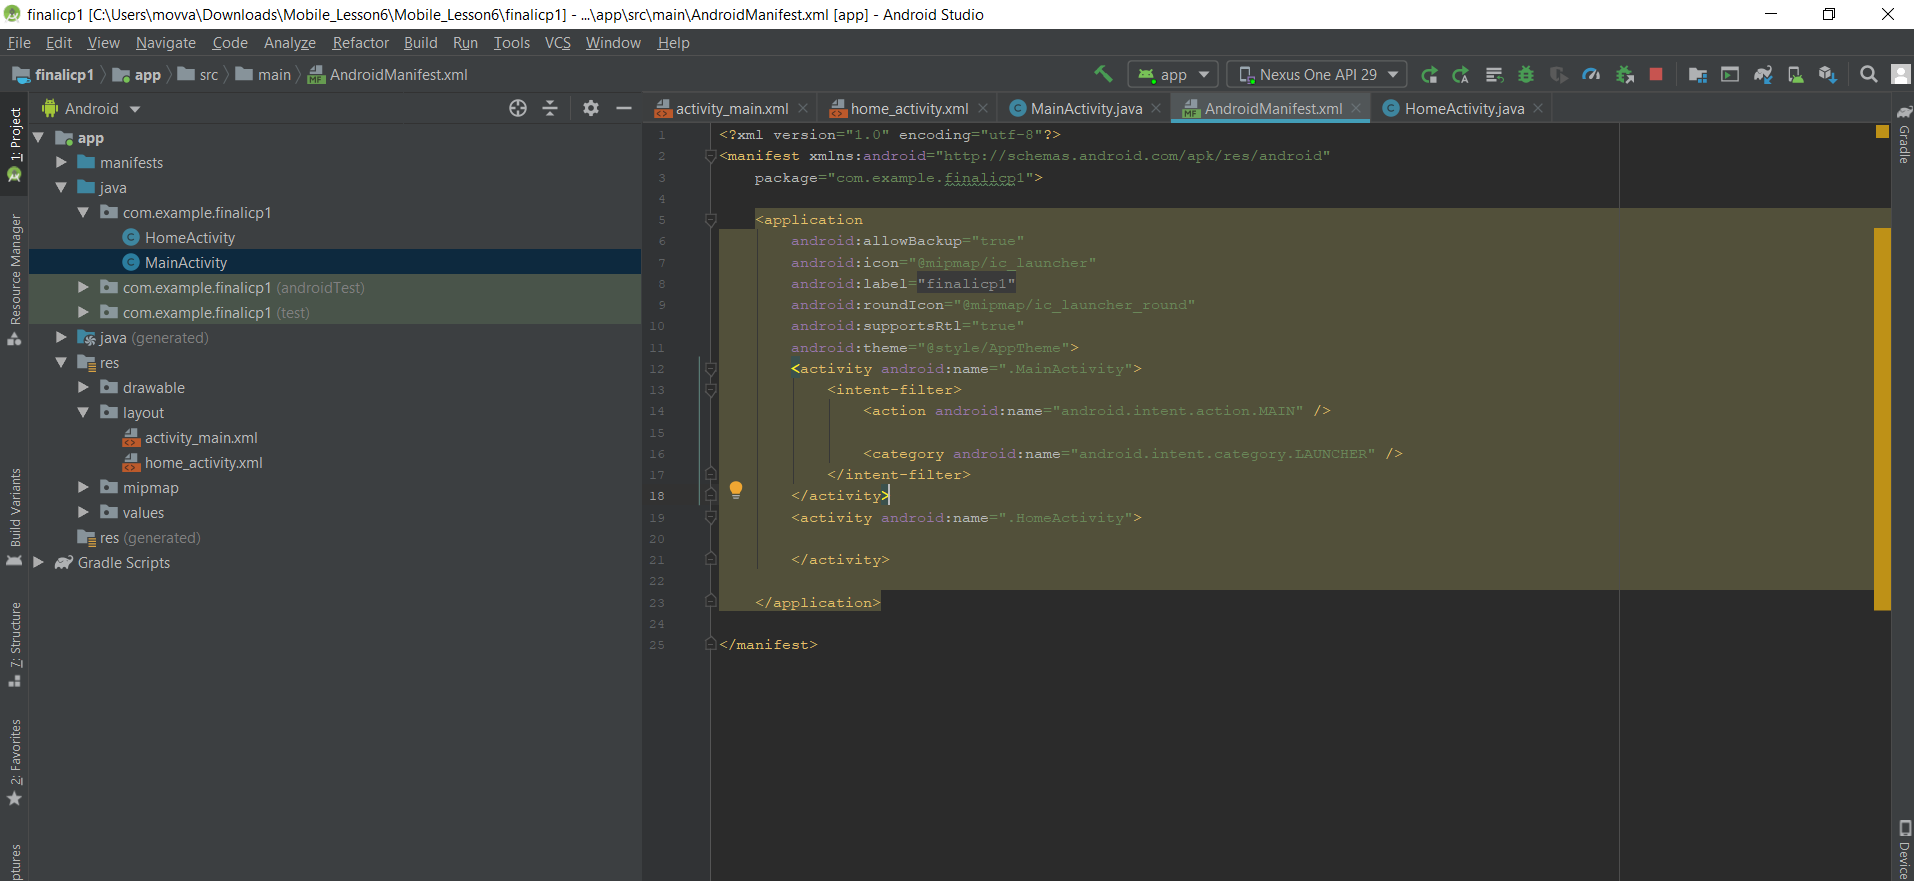 finalicp1 [C:\Users\movva\Downloads\Mobile_Lesson6\Mobile_Lesson6\finalicp1] - ...\app\src\main\AndroidManifest.xml [app] - Android Studio
File Edit View Navigate Code Analyze Refactor Build Run Tools VCS Window Help
finalicp1 app src main AndroidManifest.xml app Nexus One API 29
1: Project
Resource Manager
Build Variants
7: Structure
2: Favorites
ptures
Android
app
manifests
java
com.example.finalicp1
HomeActivity
MainActivity
com.example.finalicp1 (androidTest)
com.example.finalicp1 (test)
java (generated)
res
drawable
layout
activity_main.xml
home_activity.xml
mipmap
values
res (generated)
Gradle Scripts
activity_main.xml home_activity.xml MainActivity.java AndroidManifest.xml HomeActivity.java
1 <?xml version="1.0" encoding="utf-8"?>
2 <manifest xmlns:android="http://schemas.android.com/apk/res/android"
3 package="com.example.finalicp1">
4
5 <application
6 android:allowBackup="true"
7 android:icon="@mipmap/ic_launcher"
8 android:label="finalicp1"
9 android:roundIcon="@mipmap/ic_launcher_round"
10 android:supportsRtl="true"
11 android:theme="@style/AppTheme">
12 <activity android:name=".MainActivity">
13 <intent-filter>
14 <action android:name="android.intent.action.MAIN" />
15
16 <category android:name="android.intent.category.LAUNCHER" />
17 </intent-filter>
18 </activity>
19 <activity android:name=".HomeActivity">
20
21 </activity>
22
23 </application>
24
25 </manifest>
Gradle
Device